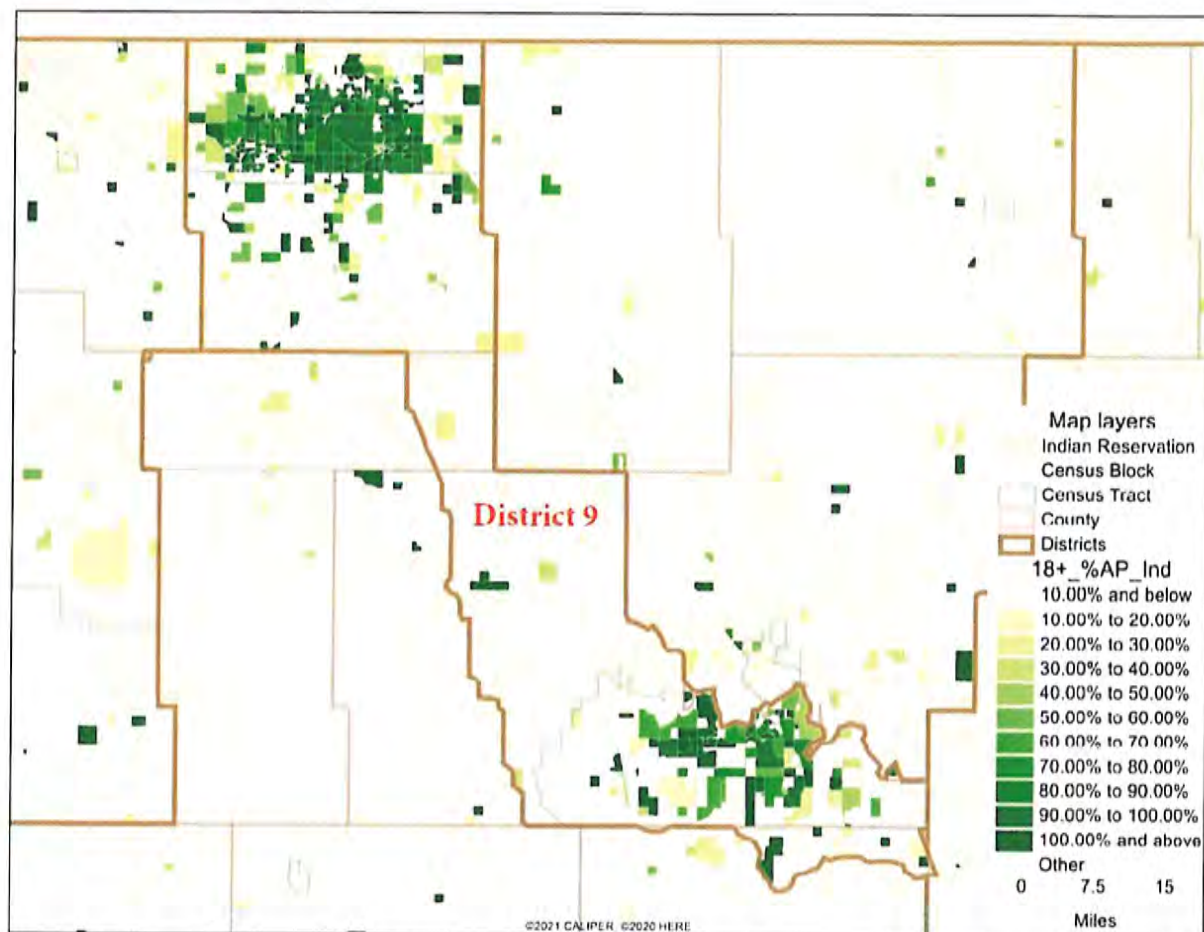 District 9
Map layers
Indian Reservation
Census Block
Census Tract
County
Districts
18+_%AP_Ind
10.00% and below
10.00% to 20.00%
20.00% to 30.00%
30.00% to 40.00%
40.00% to 50.00%
50.00% to 60.00%
60.00% to 70.00%
70.00% to 80.00%
80.00% to 90.00%
90.00% to 100.00%
100.00% and above
Other
0 7.5 15
Miles
©2021 CALIPER, ©2020 HERE